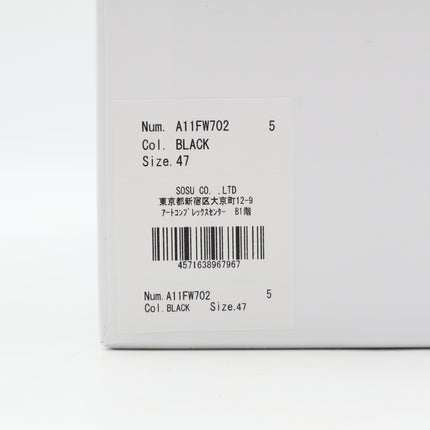 Num. A11FW702 5
Col. BLACK
Size. 47
SOSU CO. ,LTD
東京都新宿区大京町12-9
ｱｰﾄｺﾝﾌﾟﾚｯｸｽｾﾝﾀｰ B1階
4571638967967
Num.A11FW702 5
Col.BLACK Size.47